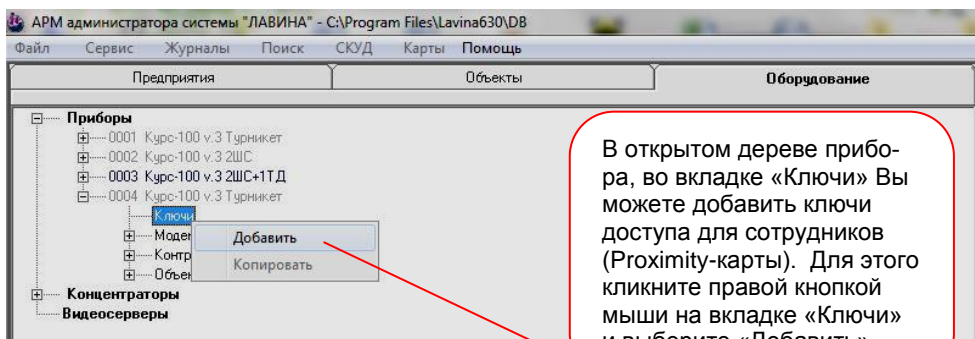 АРМ администратора системы "ЛАВИНА" - C:\Program Files\Lavina630\DB
Файл Сервис Журналы Поиск СКУД Карты Помощь
Предприятия Объекты Оборудование
Приборы
0001 Курс-100 v.3 Турникет
0002 Курс-100 v.3 2ШС
0003 Курс-100 v.3 2ШС+1ТД
0004 Курс-100 v.3 Турникет
Ключи
Добавить
Копировать
Концентраторы
Видеосерверы
В открытом дереве прибо-
ра, во вкладке «Ключи» Вы
можете добавить ключи
доступа для сотрудников
(Proximity-карты). Для этого
кликните правой кнопкой
мыши на вкладке «Ключи»
и выберите «Добавить»